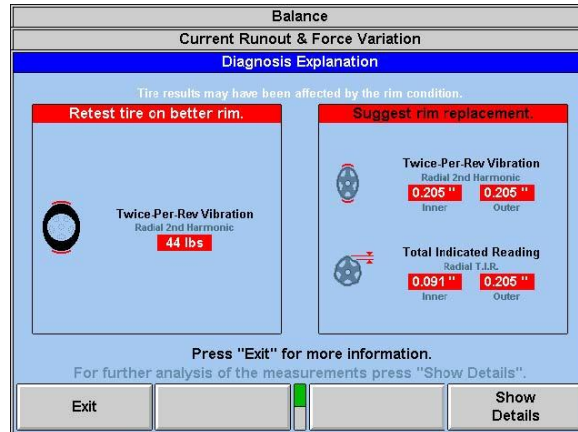 Balance
Current Runout & Force Variation
Diagnosis Explanation
Tire results may have been affected by the rim condition.
Retest tire on better rim.
Twice-Per-Rev Vibration
Radial 2nd Harmonic
44 lbs
Suggest rim replacement.
Twice-Per-Rev Vibration
Radial 2nd Harmonic
0.205 " 0.205 "
Inner Outer
Total Indicated Reading
Radial T.I.R.
0.091 " 0.205 "
Inner Outer
Press "Exit" for more information.
For further analysis of the measurements press "Show Details".
Exit
Show
Details